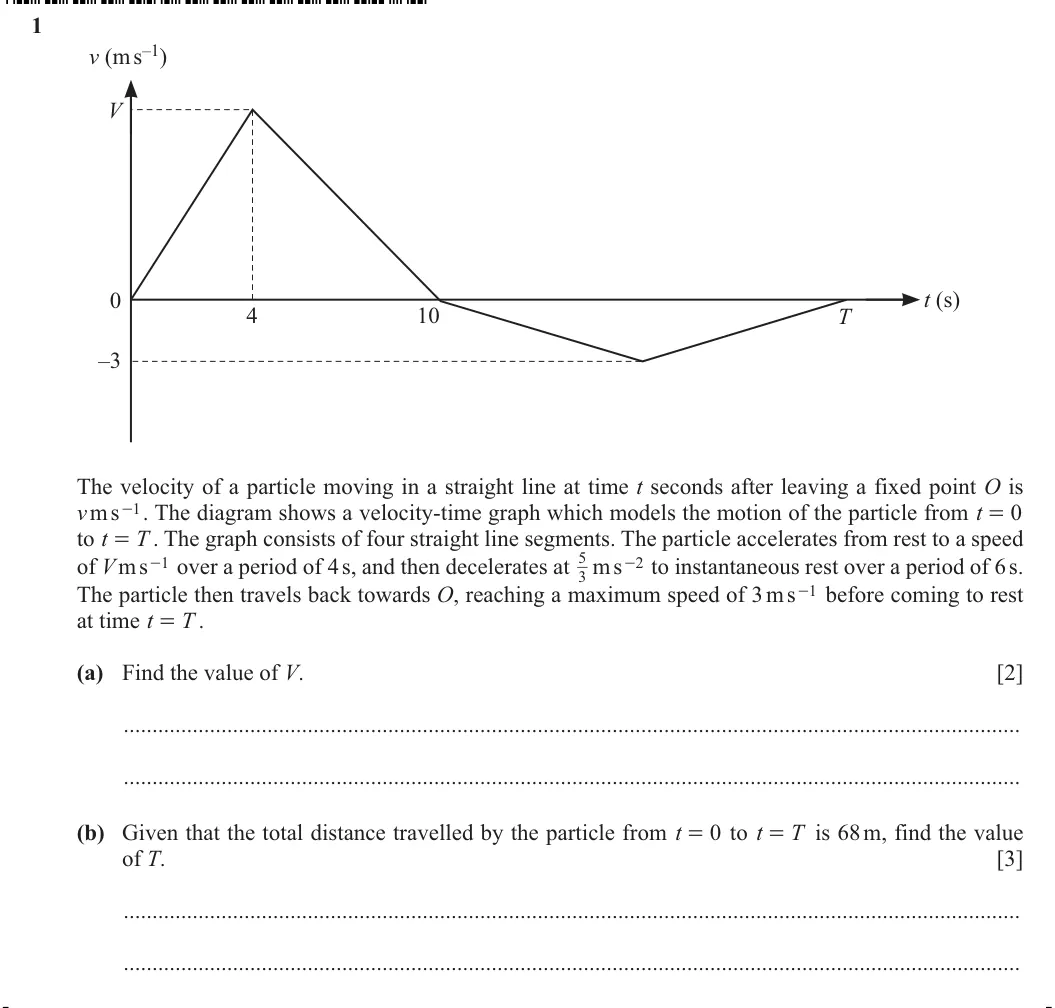 1
v (m s⁻¹)
V
0
4
10
T
t (s)
–3
The velocity of a particle moving in a straight line at time t seconds after leaving a fixed point O is
v m s⁻¹. The diagram shows a velocity-time graph which models the motion of the particle from t = 0
to t = T. The graph consists of four straight line segments. The particle accelerates from rest to a speed
of V m s⁻¹ over a period of 4 s, and then decelerates at 5/3 m s⁻² to instantaneous rest over a period of 6 s.
The particle then travels back towards O, reaching a maximum speed of 3 m s⁻¹ before coming to rest
at time t = T.
(a) Find the value of V. [2]
(b) Given that the total distance travelled by the particle from t = 0 to t = T is 68 m, find the value
of T. [3]